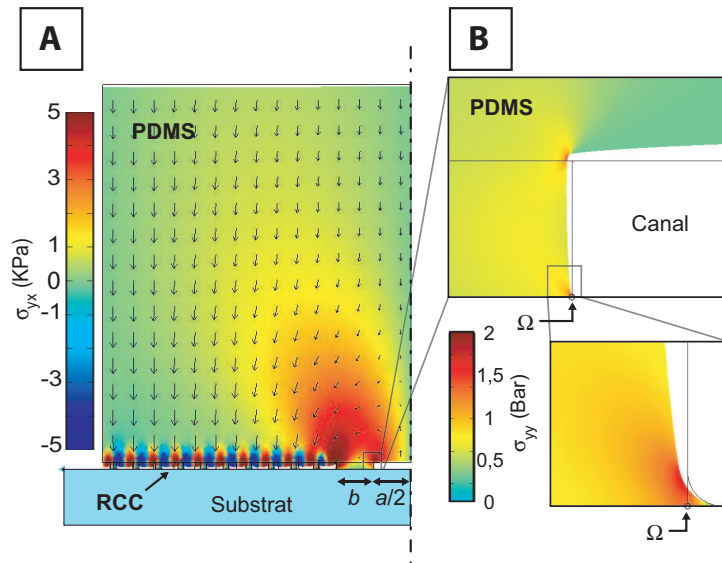 A
B
PDMS
5
3
1
0
-1
-3
-5
σyx (KPa)
RCC
Substrat
b
a/2
PDMS
Canal
Ω
2
1,5
1
0,5
0
σyy (Bar)
Ω